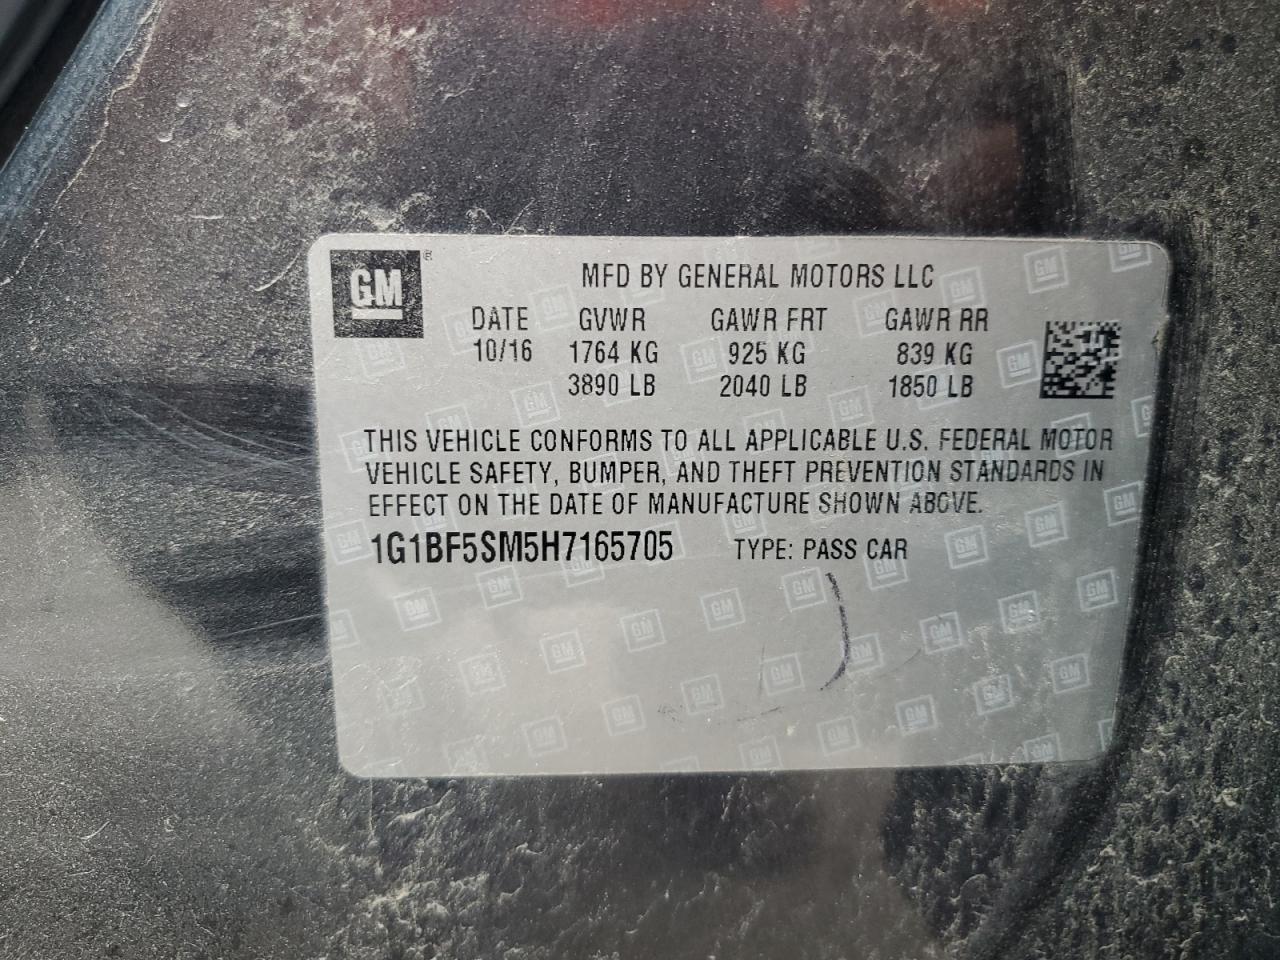 GM®
MFD BY GENERAL MOTORS LLC
DATE GVWR GAWR FRT GAWR RR
10/16 1764 KG 925 KG 839 KG
3890 LB 2040 LB 1850 LB
THIS VEHICLE CONFORMS TO ALL APPLICABLE U.S. FEDERAL MOTOR
VEHICLE SAFETY, BUMPER, AND THEFT PREVENTION STANDARDS IN
EFFECT ON THE DATE OF MANUFACTURE SHOWN ABOVE.
1G1BF5SM5H7165705 TYPE: PASS CAR